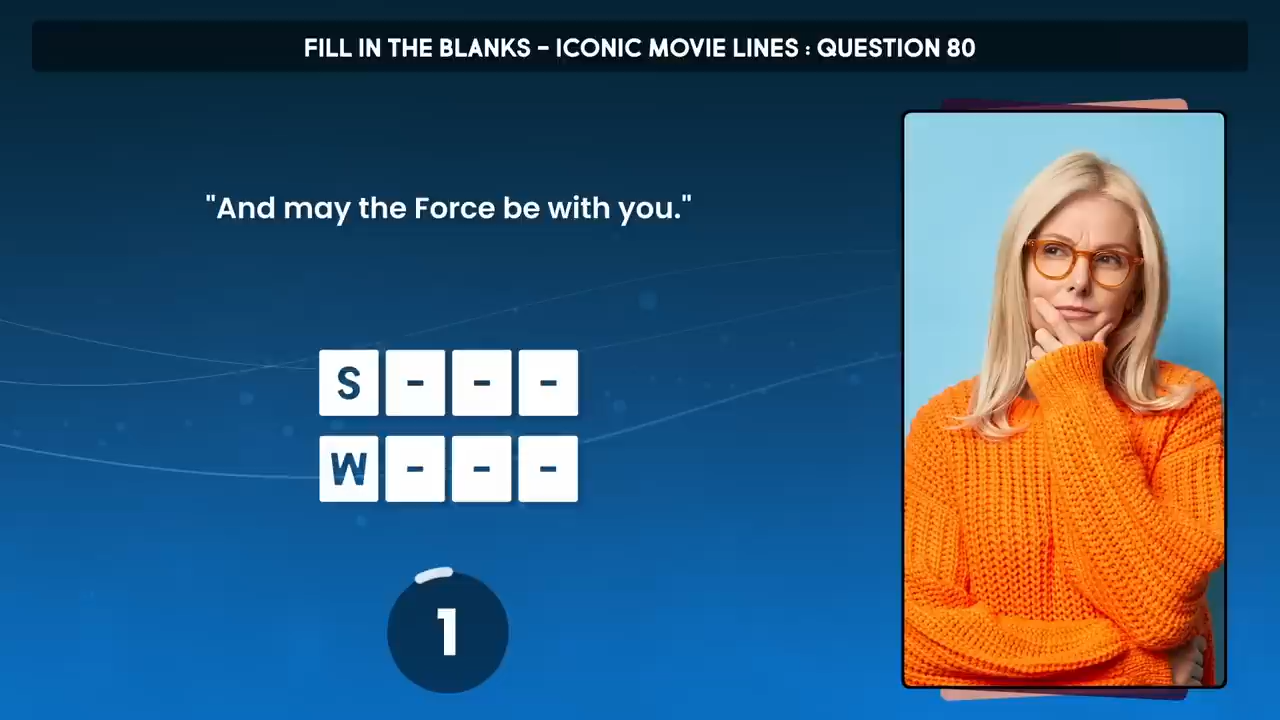 FILL IN THE BLANKS - ICONIC MOVIE LINES : QUESTION 80
"And may the Force be with you."
S - - -
W - - -
1